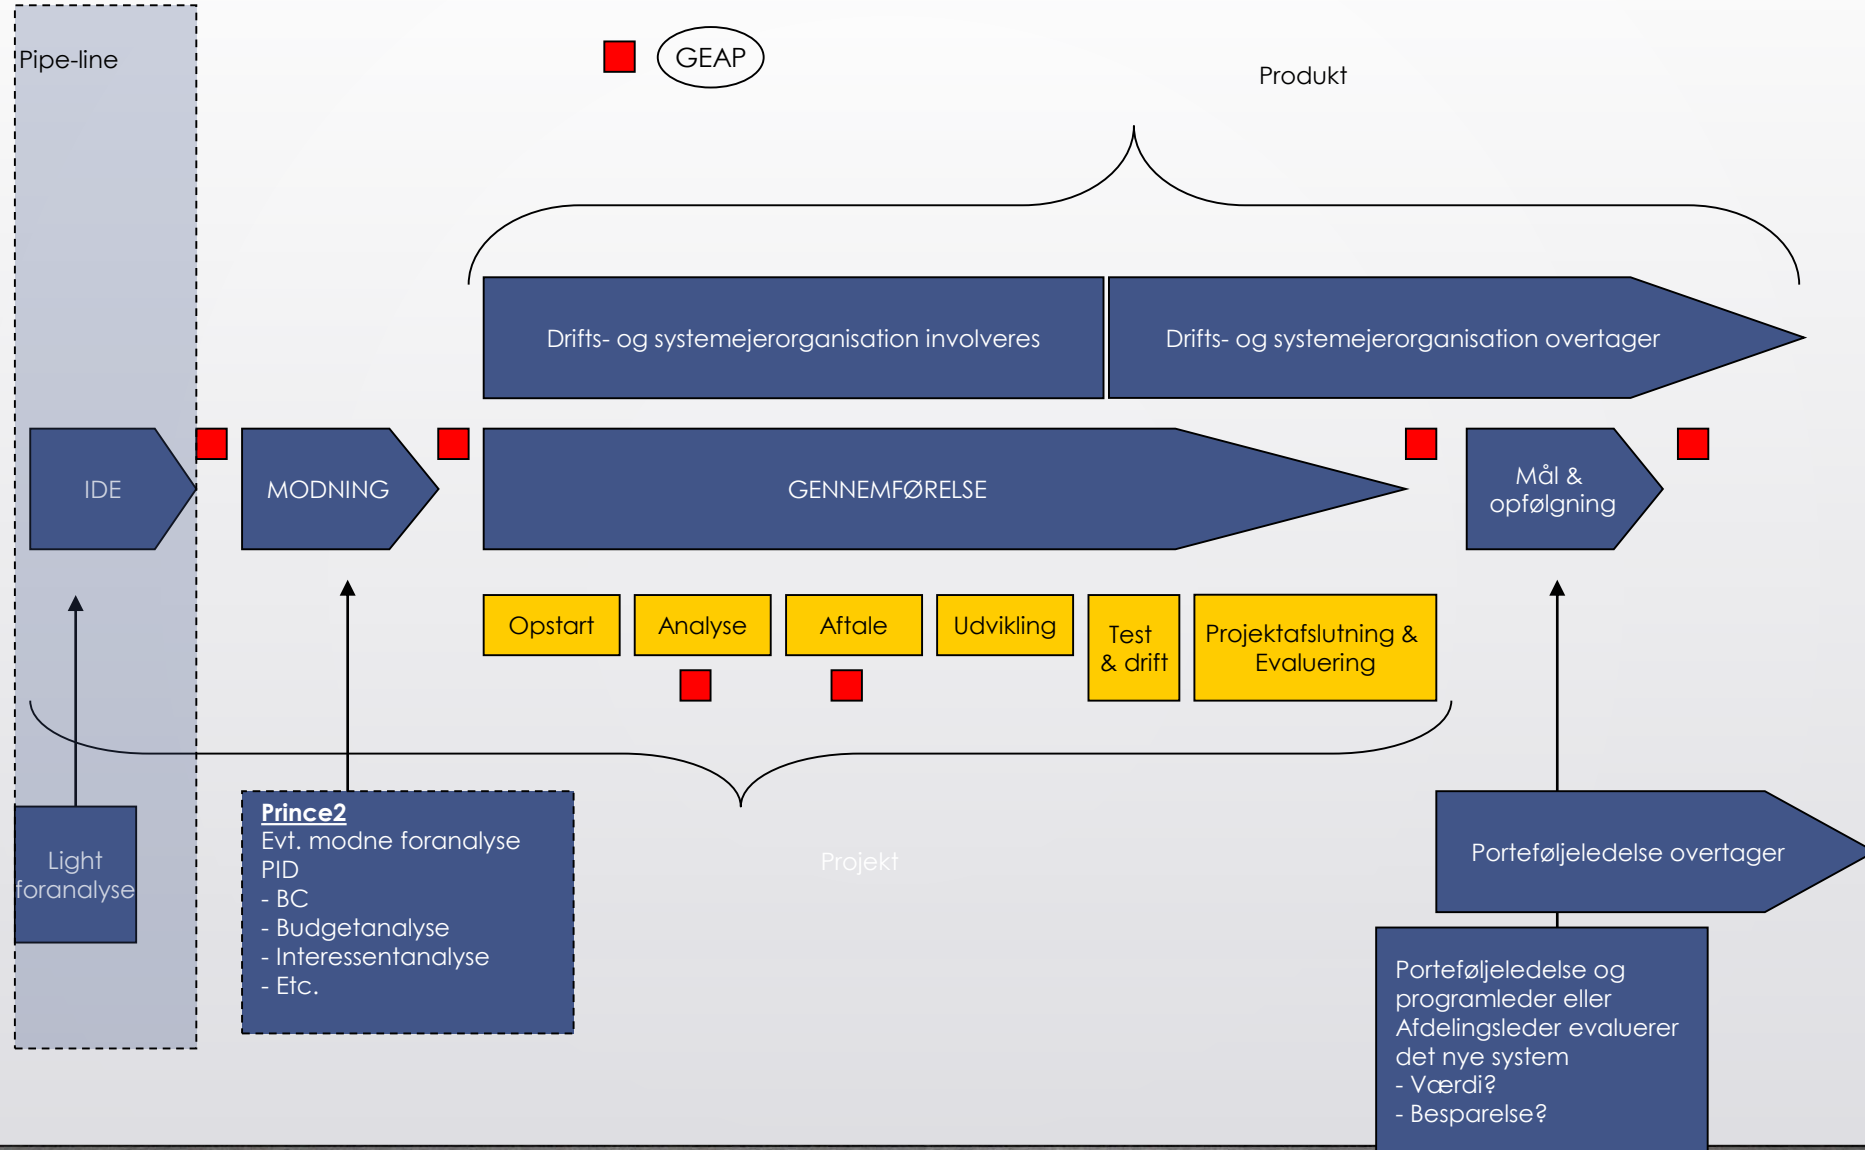 Pipe-line
GEAP
Produkt
Drifts- og systemejerorganisation involveres
Drifts- og systemejerorganisation overtager
IDE
MODNING
GENNEMFØRELSE
Mål &
opfølgning
Opstart
Analyse
Aftale
Udvikling
Test
& drift
Projektafslutning &
Evaluering
Light
foranalyse
Prince2
Evt. modne foranalyse
PID
- BC
- Budgetanalyse
- Interessentanalyse
- Etc.
Projekt
Porteføljeledelse overtager
Porteføljeledelse og
programleder eller
Afdelingsleder evaluerer
det nye system
- Værdi?
- Besparelse?